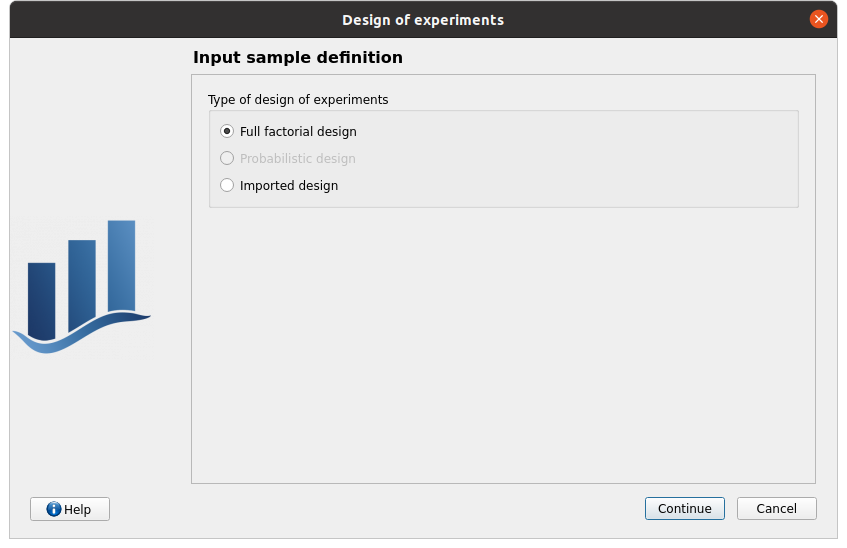 Design of experiments
Input sample definition
Type of design of experiments
Full factorial design
Probabilistic design
Imported design
Help
Continue
Cancel